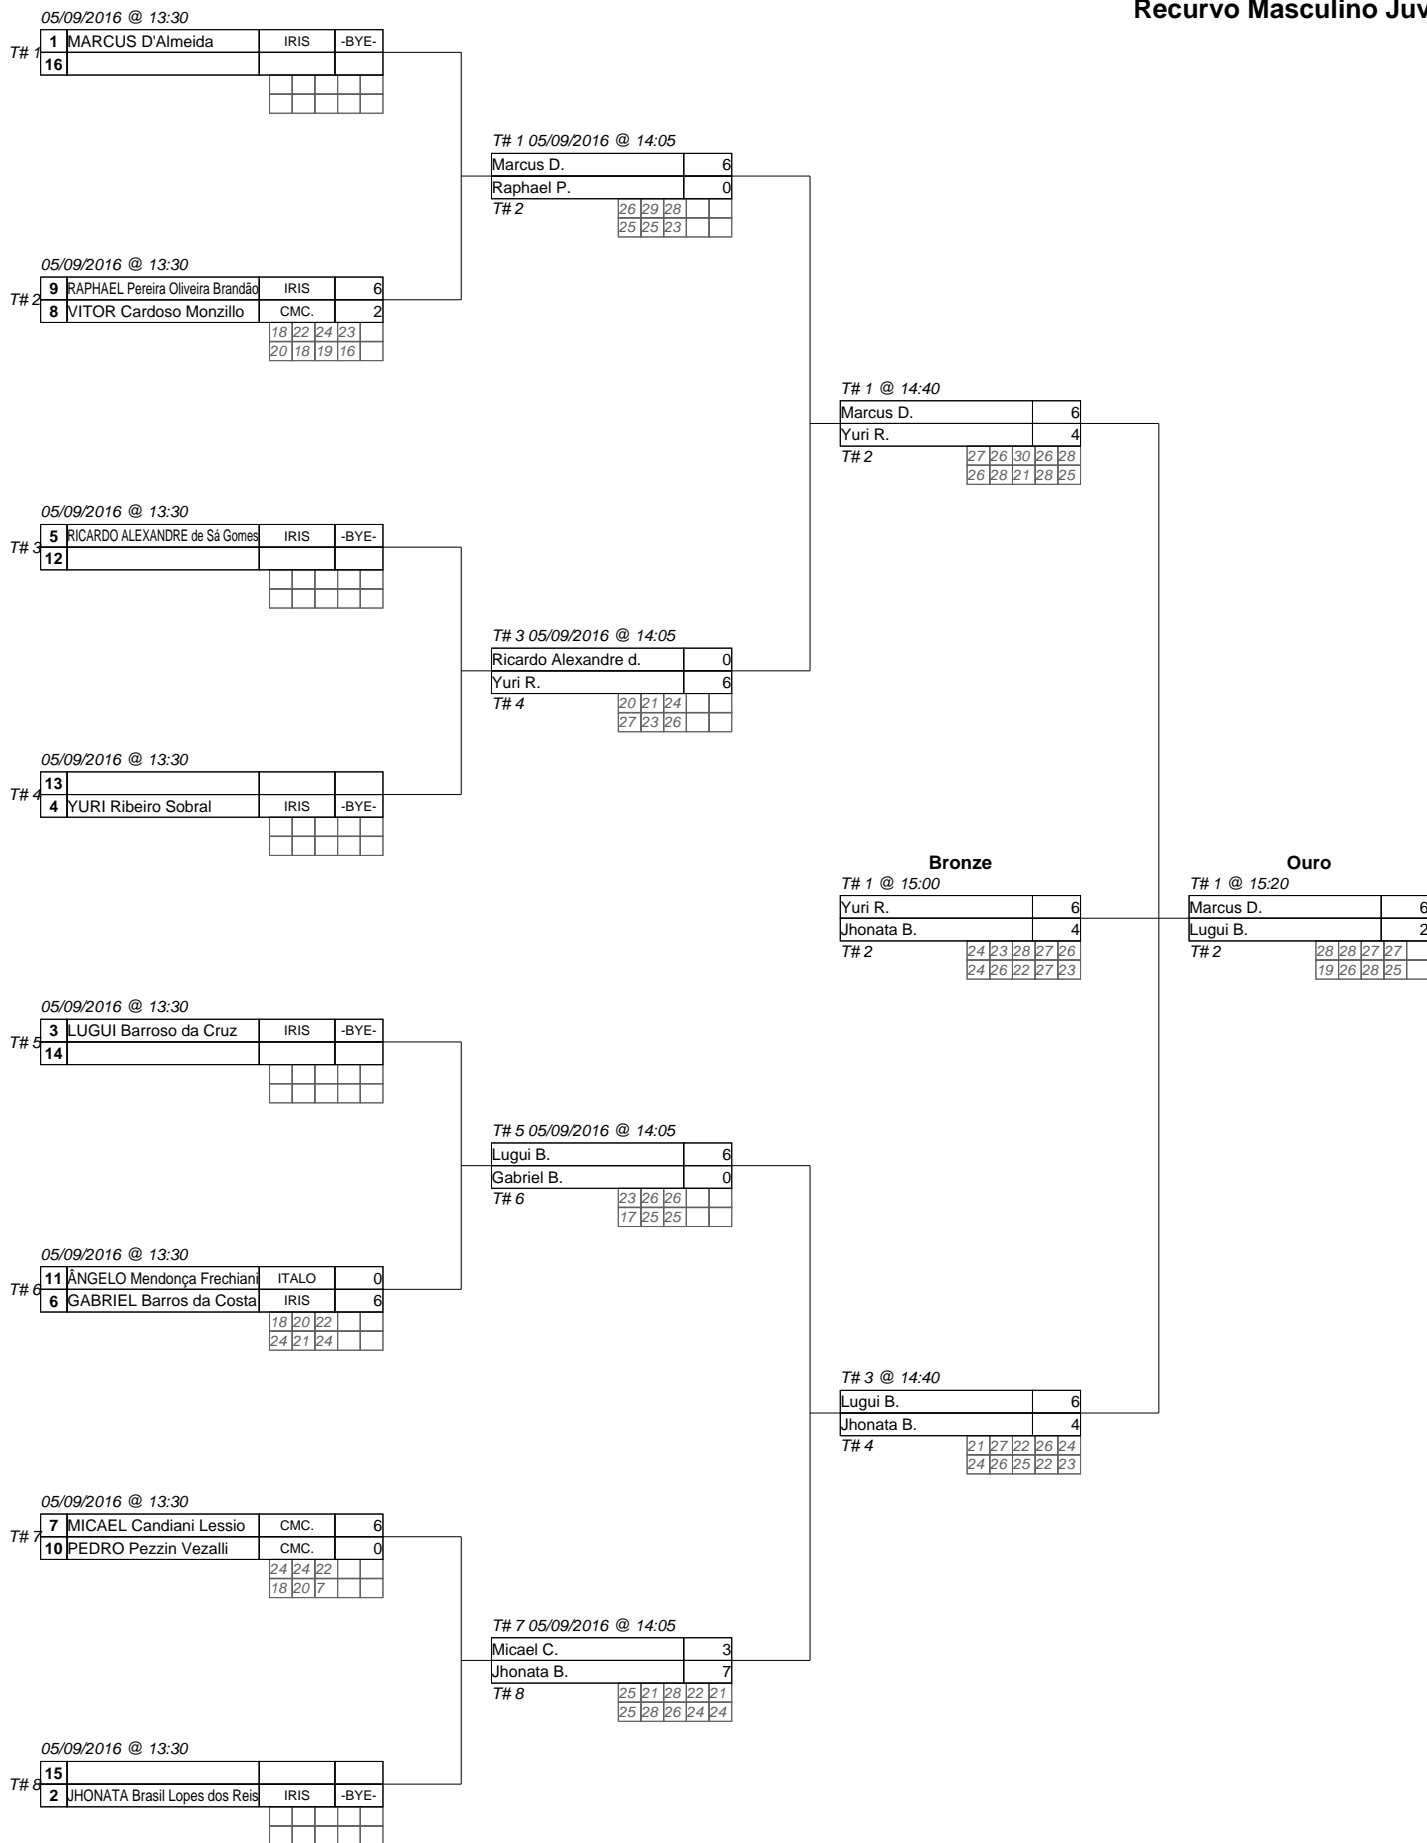 Recurvo Masculino Juv
05/09/2016 @ 13:30
T# 1
1 MARCUS D'Almeida IRIS -BYE-
16
T# 1 05/09/2016 @ 14:05
Marcus D. 6
Raphael P. 0
T# 2
26 29 28
25 25 23
05/09/2016 @ 13:30
T# 2
9 RAPHAEL Pereira Oliveira Brandão IRIS 6
8 VITOR Cardoso Monzillo CMC. 2
18 22 24 23
20 18 19 16
T# 1 @ 14:40
Marcus D. 6
Yuri R. 4
T# 2
27 26 30 26 28
26 28 21 28 25
05/09/2016 @ 13:30
T# 3
5 RICARDO ALEXANDRE de Sá Gomes IRIS -BYE-
12
T# 3 05/09/2016 @ 14:05
Ricardo Alexandre d. 0
Yuri R. 6
T# 4
20 21 24
27 23 26
05/09/2016 @ 13:30
T# 4
13
4 YURI Ribeiro Sobral IRIS -BYE-
Bronze
T# 1 @ 15:00
Yuri R. 6
Jhonata B. 4
T# 2
24 23 28 27 26
24 26 22 27 23
Ouro
T# 1 @ 15:20
Marcus D. 6
Lugui B. 2
T# 2
28 28 27 27
19 26 28 25
05/09/2016 @ 13:30
T# 5
3 LUGUI Barroso da Cruz IRIS -BYE-
14
T# 5 05/09/2016 @ 14:05
Lugui B. 6
Gabriel B. 0
T# 6
23 26 26
17 25 25
05/09/2016 @ 13:30
T# 6
11 ÂNGELO Mendonça Frechiani ITALO 0
6 GABRIEL Barros da Costa IRIS 6
18 20 22
24 21 24
T# 3 @ 14:40
Lugui B. 6
Jhonata B. 4
T# 4
21 27 22 26 24
24 26 25 22 23
05/09/2016 @ 13:30
T# 7
7 MICAEL Candiani Lessio CMC. 6
10 PEDRO Pezzin Vezalli CMC. 0
24 24 22
18 20 7
T# 7 05/09/2016 @ 14:05
Micael C. 3
Jhonata B. 7
T# 8
25 21 28 22 21
25 28 26 24 24
05/09/2016 @ 13:30
T# 8
15
2 JHONATA Brasil Lopes dos Reis IRIS -BYE-